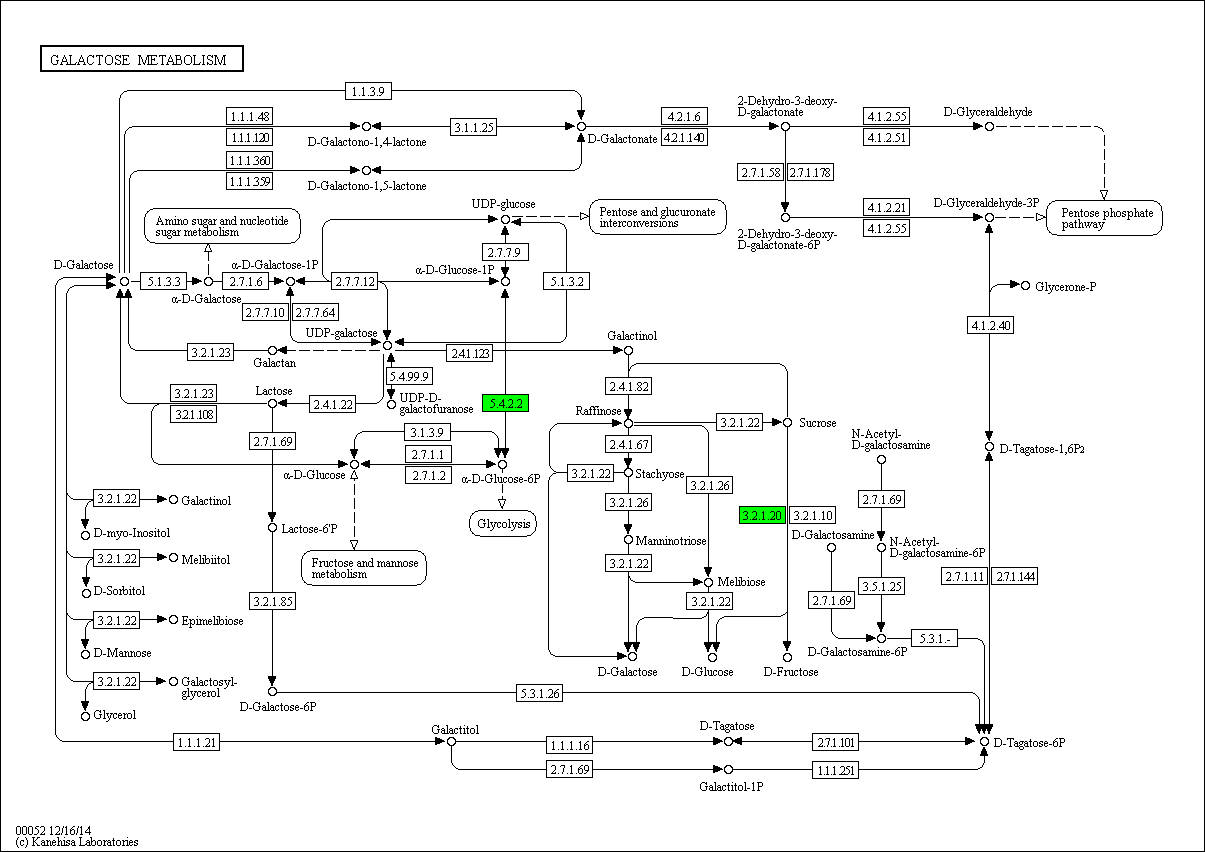 GALACTOSE METABOLISM
1.1.3.9
1.1.1.48
1.1.1.120
D-Galactono-1,4-lactone
3.1.1.25
D-Galactonate
4.2.1.6
4.2.1.140
2-Dehydro-3-deoxy-
D-galactonate
4.1.2.55
4.1.2.51
D-Glyceraldehyde
1.1.1.360
1.1.1.359
D-Galactono-1,5-lactone
2.7.1.58
2.7.1.178
Amino sugar and nucleotide
sugar metabolism
UDP-glucose
Pentose and glucuronate
interconversions
2-Dehydro-3-deoxy-
D-galactonate-6P
4.1.2.21
4.1.2.55
D-Glyceraldehyde-3P
Pentose phosphate
pathway
D-Galactose
5.1.3.3
α-D-Galactose
2.7.1.6
α-D-Galactose-1P
2.7.7.12
α-D-Glucose-1P
2.7.7.9
5.1.3.2
Glycerone-P
2.7.7.10
2.7.7.64
UDP-galactose
4.1.2.40
3.2.1.23
Galactan
2.4.1.123
Galactinol
5.4.99.9
UDP-D-
galactofuranose
3.2.1.23
3.2.1.108
Lactose
2.4.1.22
5.4.2.2
2.4.1.82
Raffinose
3.2.1.22
Sucrose
2.7.1.69
3.1.3.9
2.7.1.1
2.7.1.2
α-D-Glucose
α-D-Glucose-6P
2.4.1.67
3.2.1.22
Stachyose
3.2.1.26
N-Acetyl-
D-galactosamine
D-Tagatose-1,6P2
3.2.1.22
Galactinol
D-myo-Inositol
Lactose-6'P
Glycolysis
3.2.1.26
3.2.1.20
3.2.1.10
2.7.1.69
D-Galactosamine
N-Acetyl-
D-galactosamine-6P
Manninotriose
3.2.1.22
Melibiitol
D-Sorbitol
Fructose and mannose
metabolism
3.2.1.22
Melibiose
3.2.1.22
2.7.1.69
3.5.1.25
2.7.1.11
2.7.1.144
3.2.1.85
3.2.1.22
Epimelibiose
D-Mannose
D-Galactose
D-Glucose
D-Fructose
D-Galactosamine-6P
5.3.1.-
3.2.1.22
Galactosyl-
glycerol
Glycerol
D-Galactose-6P
5.3.1.26
1.1.1.21
Galactitol
1.1.1.16
D-Tagatose
2.7.1.101
D-Tagatose-6P
2.7.1.69
Galactitol-1P
1.1.1.251
00052 12/16/14
(c) Kanehisa Laboratories